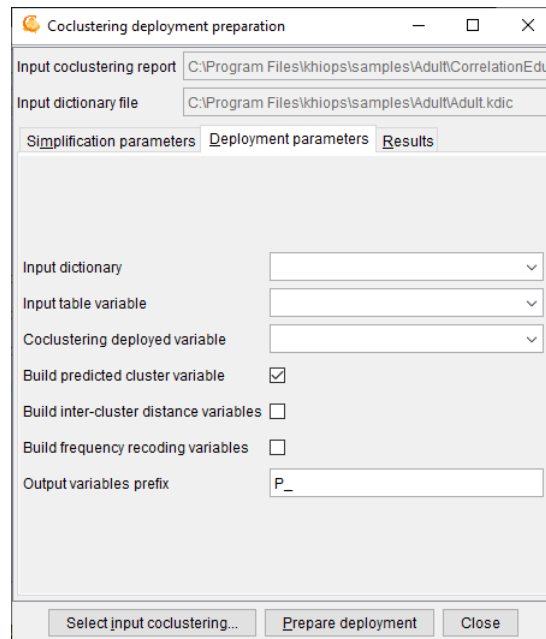 Coclustering deployment preparation
Input coclustering report C:\Program Files\khiops\samples\Adult\CorrelationEdu
Input dictionary file C:\Program Files\khiops\samples\Adult\Adult.kdic
Simplification parameters Deployment parameters Results
Input dictionary
Input table variable
Coclustering deployed variable
Build predicted cluster variable
Build inter-cluster distance variables
Build frequency recoding variables
Output variables prefix P_
Select input coclustering... Prepare deployment Close